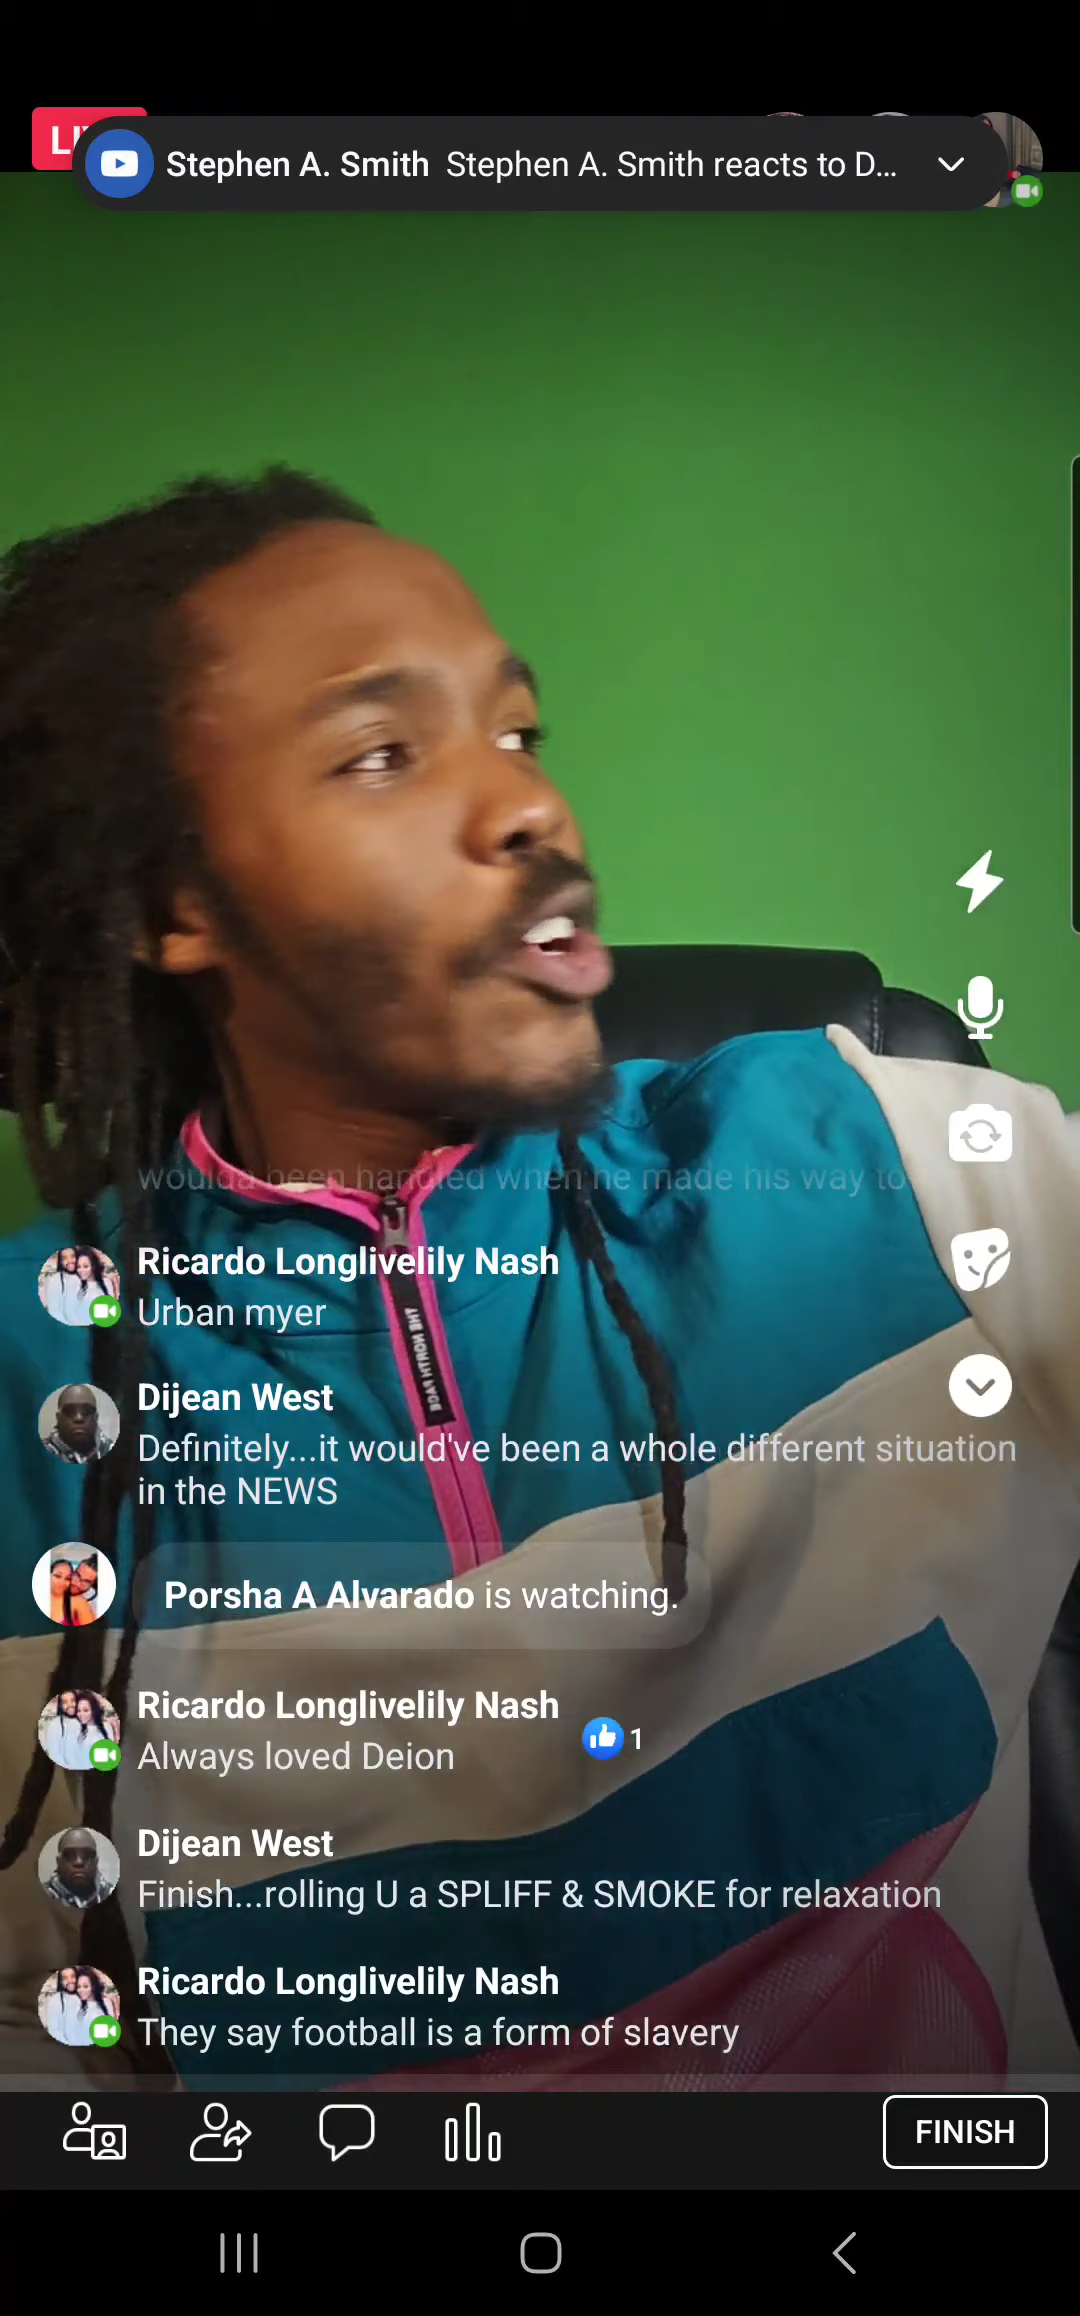 LI
Stephen A. Smith Stephen A. Smith reacts to D...
woulda been handled when he made his way to
Ricardo Longlivelily Nash
Urban myer
THE NORTH FACE
Dijean West
Definitely...it would've been a whole different situation
in the NEWS
Porsha A Alvarado is watching.
Ricardo Longlivelily Nash
Always loved Deion
1
Dijean West
Finish...rolling U a SPLIFF & SMOKE for relaxation
Ricardo Longlivelily Nash
They say football is a form of slavery
FINISH